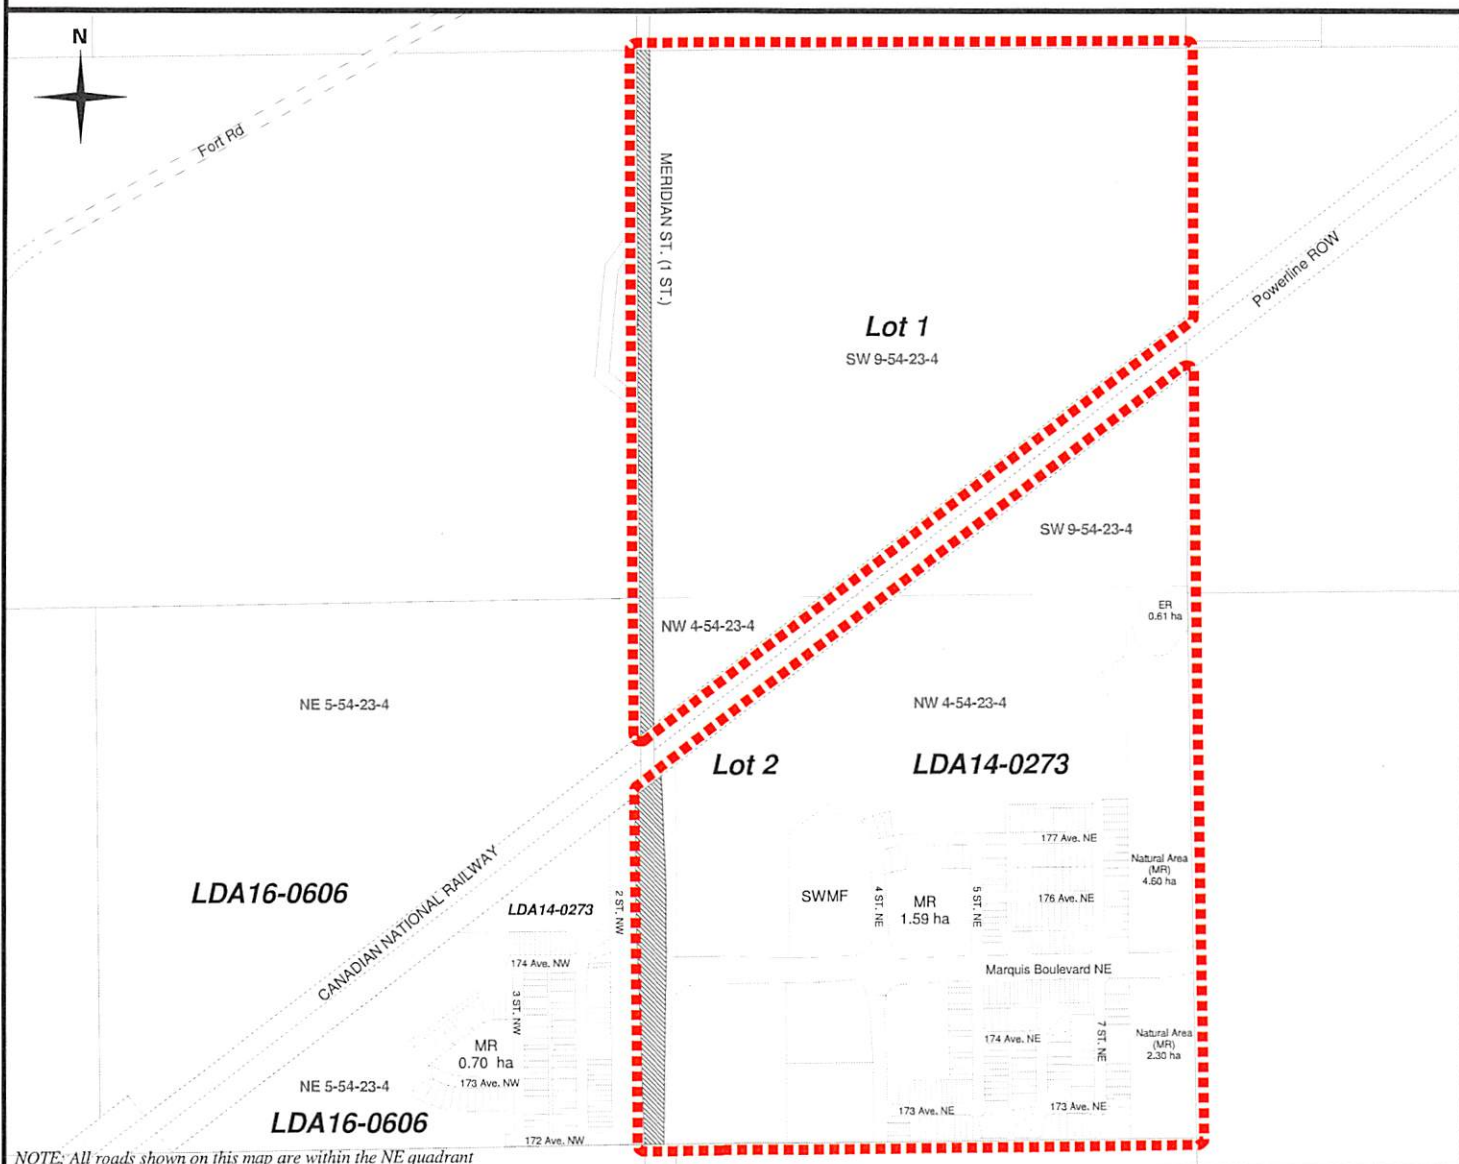 N
Fort Rd
MERIDIAN ST. (1 ST.)
Powerline ROW
Lot 1
SW 9-54-23-4
SW 9-54-23-4
ER
0.61 ha
NW 4-54-23-4
NE 5-54-23-4
NW 4-54-23-4
Lot 2
LDA14-0273
177 Ave. NE
Natural Area
(MR)
4.60 ha
LDA16-0606
CANADIAN NATIONAL RAILWAY
LDA14-0273
2 ST. NW
SWMF
4 ST. NE
MR
1.59 ha
5 ST. NE
176 Ave. NE
174 Ave. NW
Marquis Boulevard NE
3 ST. NW
MR
0.70 ha
173 Ave. NW
174 Ave. NE
7 ST. NE
Natural Area
(MR)
2.30 ha
NE 5-54-23-4
LDA16-0606
173 Ave. NE
173 Ave. NE
172 Ave. NW
NOTE: All roads shown on this map are within the NE quadrant